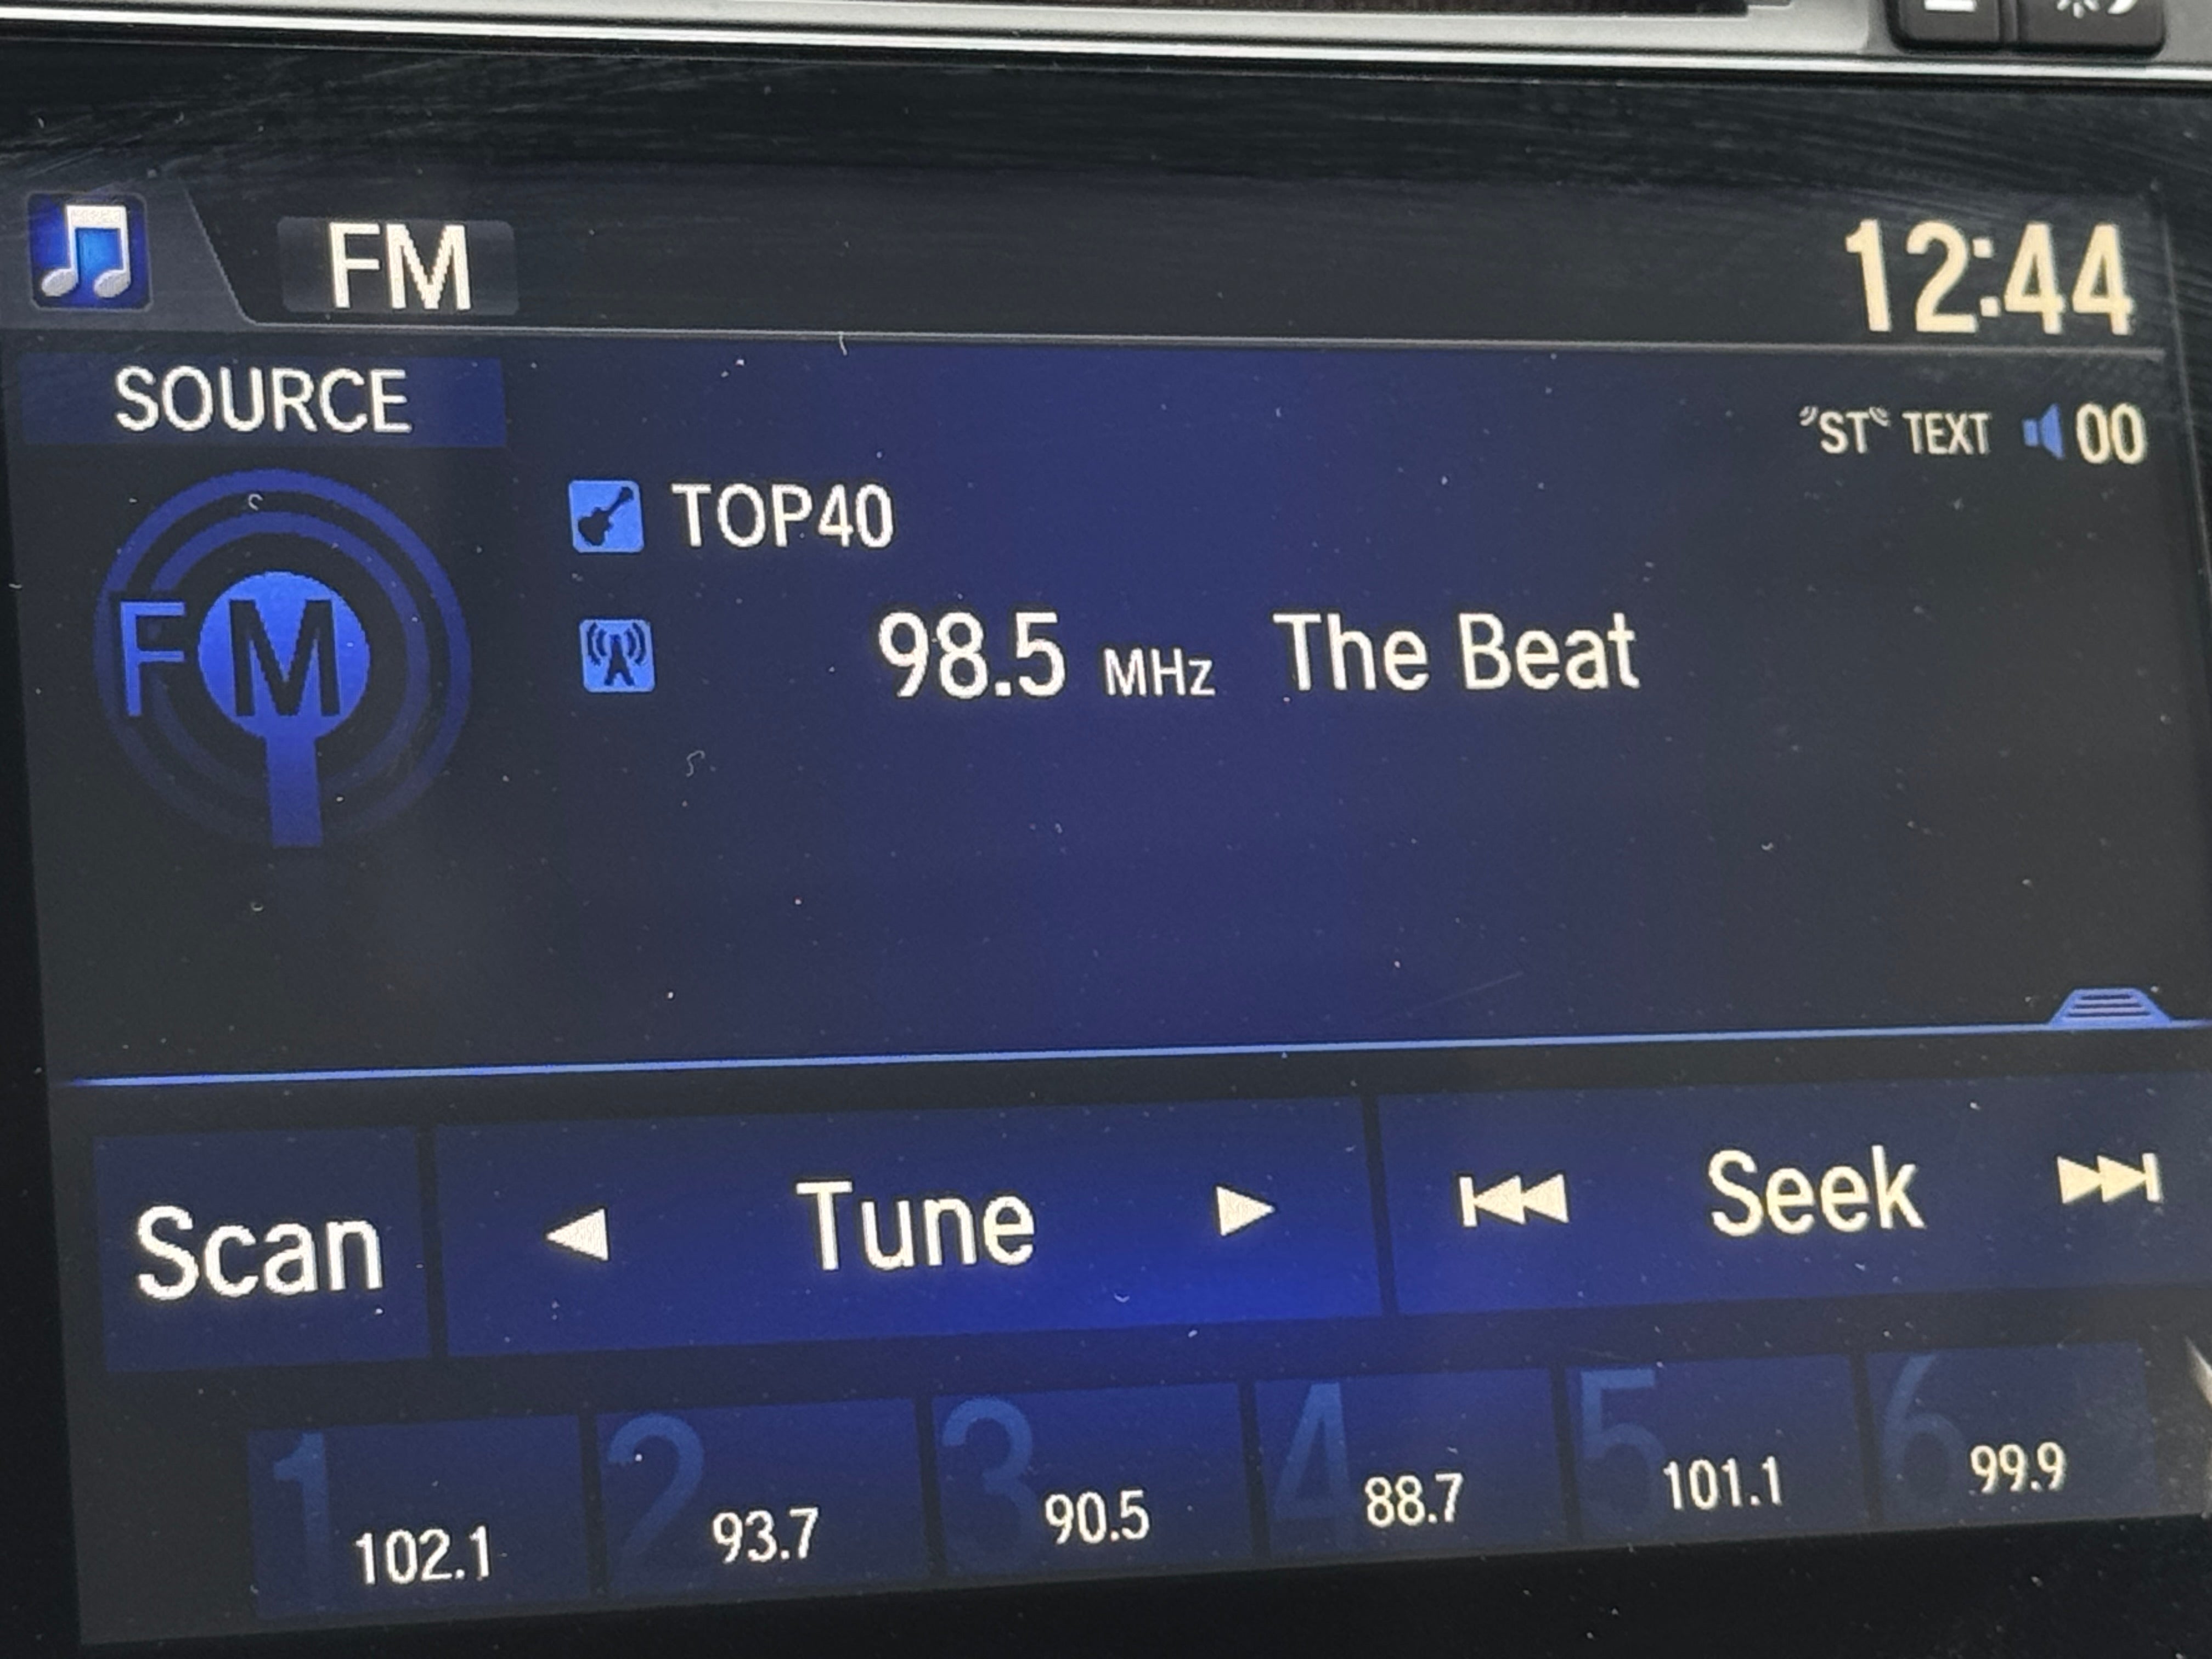 FM 12:44
SOURCE
"ST" TEXT 00
TOP40
FM
98.5 MHz The Beat
Scan Tune Seek
1 2 3 4 5 6
102.1 93.7 90.5 88.7 101.1 99.9